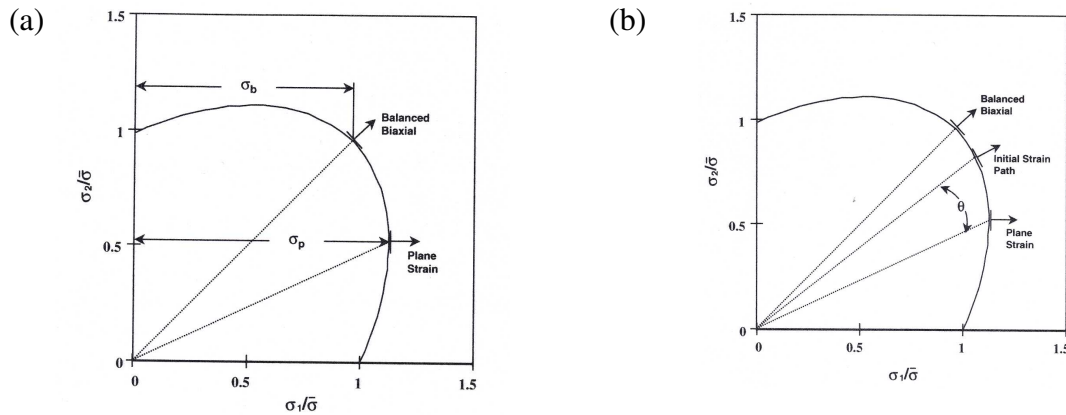 (a)
1.5
1
0.5
0
0
0.5
1
1.5
σ₂/σ̄
σ₁/σ̄
σb
σp
Balanced
Biaxial
Plane
Strain
(b)
1.5
1
0.5
0
0
0.5
1
1.5
σ₂/σ̄
σ₁/σ̄
Balanced
Biaxial
Initial Strain
Path
θ
Plane
Strain